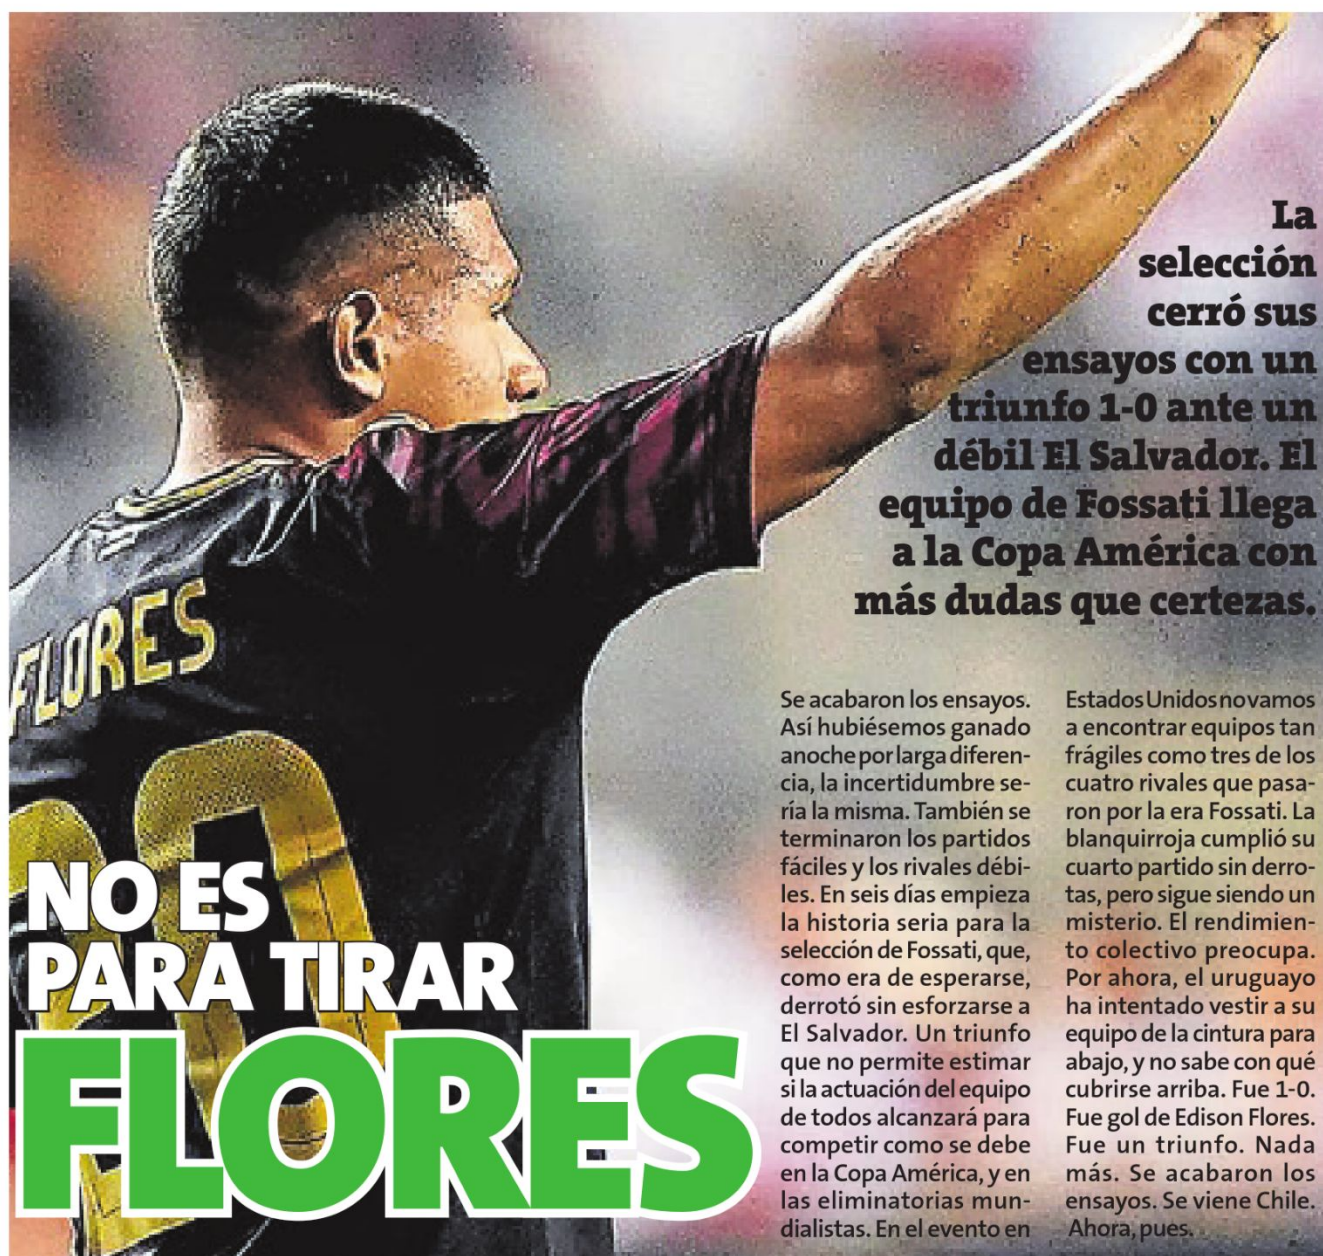 La
selección
cerró sus
ensayos con un
triunfo 1-0 ante un
débil El Salvador. El
equipo de Fossati llega
a la Copa América con
más dudas que certezas.
FLORES
20
NO ES
PARA TIRAR
FLORES
Se acabaron los ensayos.
Así hubiésemos ganado
anoche por larga diferen-
cia, la incertidumbre se-
ría la misma. También se
terminaron los partidos
fáciles y los rivales débi-
les. En seis días empieza
la historia seria para la
selección de Fossati, que,
como era de esperarse,
derrotó sin esforzarse a
El Salvador. Un triunfo
que no permite estimar
si la actuación del equipo
de todos alcanzará para
competir como se debe
en la Copa América, y en
las eliminatorias mun-
dialistas. En el evento en
Estados Unidos no vamos
a encontrar equipos tan
frágiles como tres de los
cuatro rivales que pasa-
ron por la era Fossati. La
blanquirroja cumplió su
cuarto partido sin derro-
tas, pero sigue siendo un
misterio. El rendimien-
to colectivo preocupa.
Por ahora, el uruguayo
ha intentado vestir a su
equipo de la cintura para
abajo, y no sabe con qué
cubrirse arriba. Fue 1-0.
Fue gol de Edison Flores.
Fue un triunfo. Nada
más. Se acabaron los
ensayos. Se viene Chile.
Ahora, pues.